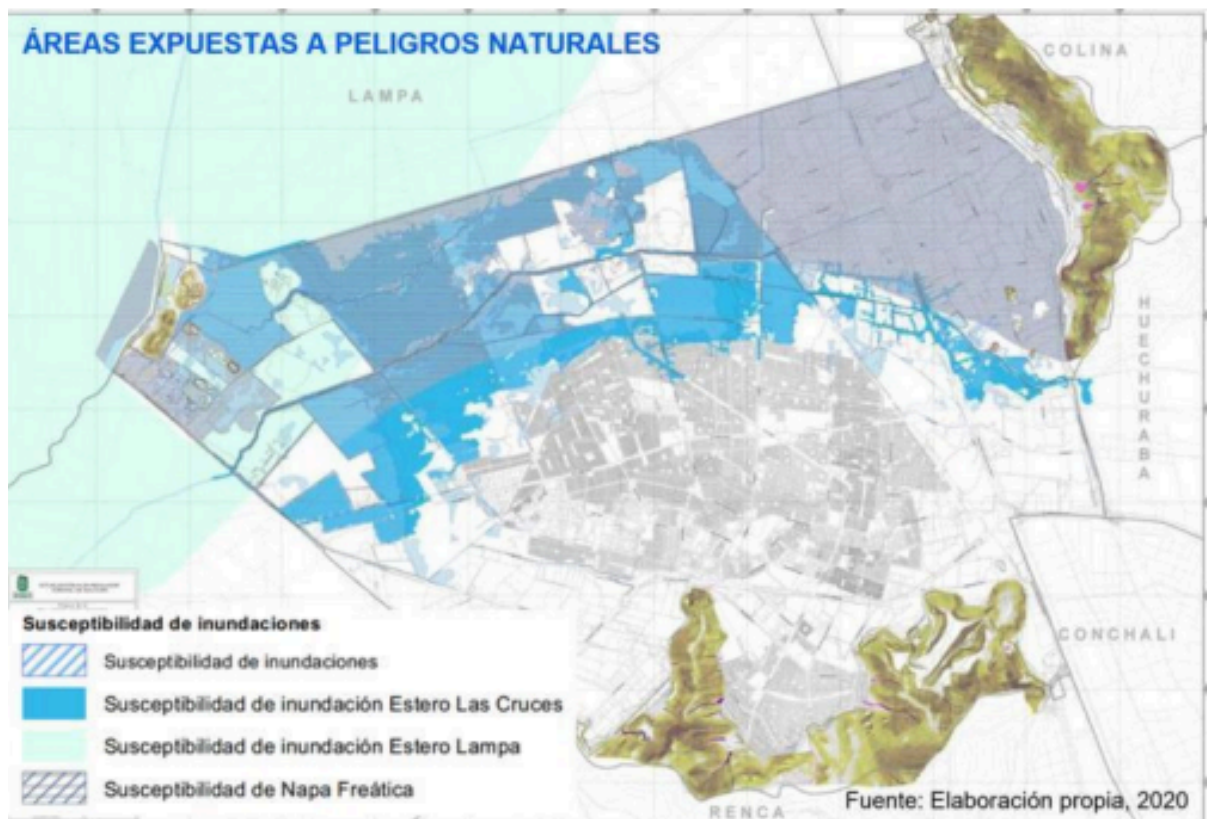 ÁREAS EXPUESTAS A PELIGROS NATURALES
COLINA
LAMPA
HUECHURABA
CONCHALI
RENCA
Susceptibilidad de inundaciones
Susceptibilidad de inundaciones
Susceptibilidad de inundación Estero Las Cruces
Susceptibilidad de inundación Estero Lampa
Susceptibilidad de Napa Freática
Fuente: Elaboración propia, 2020